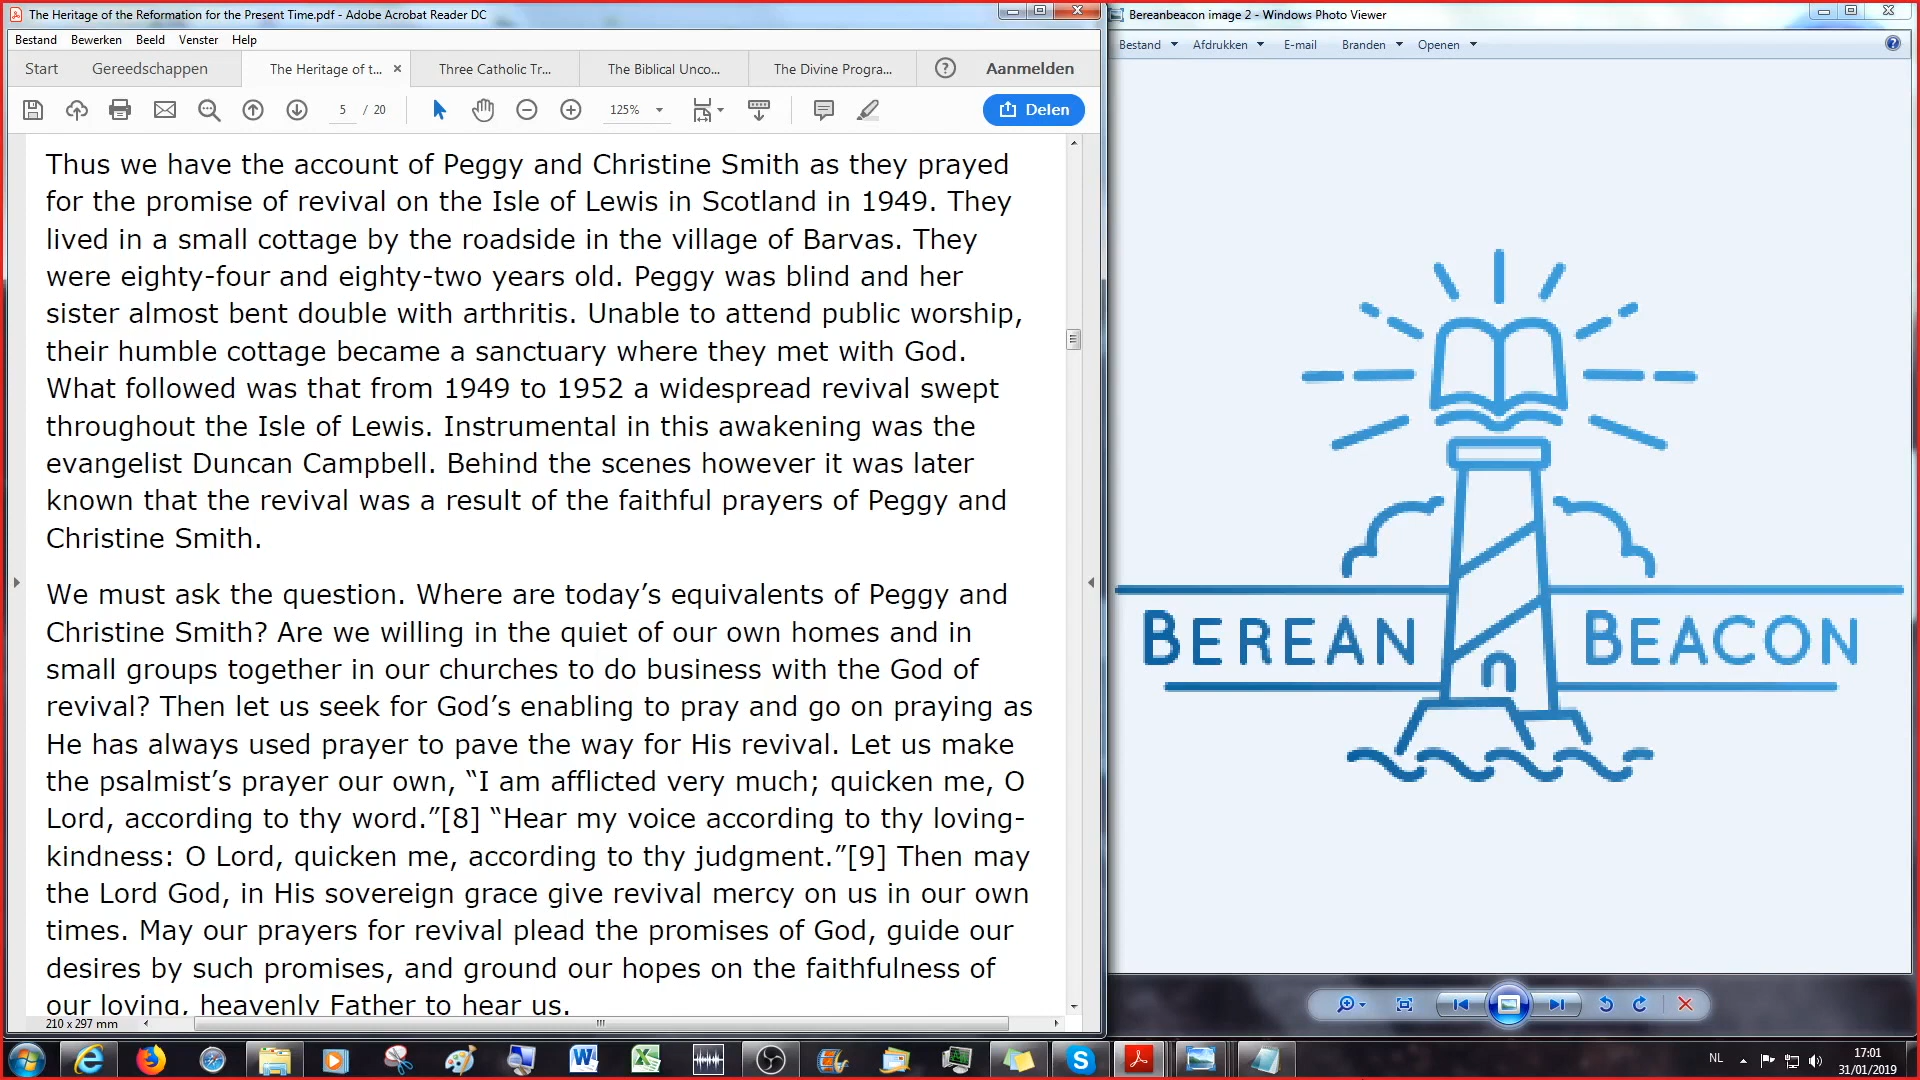 The Heritage of the Reformation for the Present Time.pdf - Adobe Acrobat Reader DC
Bestand Bewerken Beeld Venster Help
Start Gereedschappen The Heritage of t... × Three Catholic Tr... The Biblical Unco... The Divine Progra... ? Aanmelden
5 / 20 125% Delen
Thus we have the account of Peggy and Christine Smith as they prayed
for the promise of revival on the Isle of Lewis in Scotland in 1949. They
lived in a small cottage by the roadside in the village of Barvas. They
were eighty-four and eighty-two years old. Peggy was blind and her
sister almost bent double with arthritis. Unable to attend public worship,
their humble cottage became a sanctuary where they met with God.
What followed was that from 1949 to 1952 a widespread revival swept
throughout the Isle of Lewis. Instrumental in this awakening was the
evangelist Duncan Campbell. Behind the scenes however it was later
known that the revival was a result of the faithful prayers of Peggy and
Christine Smith.
We must ask the question. Where are today’s equivalents of Peggy and
Christine Smith? Are we willing in the quiet of our own homes and in
small groups together in our churches to do business with the God of
revival? Then let us seek for God’s enabling to pray and go on praying as
He has always used prayer to pave the way for His revival. Let us make
the psalmist’s prayer our own, “I am afflicted very much; quicken me, O
Lord, according to thy word.”[8] “Hear my voice according to thy loving-
kindness: O Lord, quicken me, according to thy judgment.”[9] Then may
the Lord God, in His sovereign grace give revival mercy on us in our own
times. May our prayers for revival plead the promises of God, guide our
desires by such promises, and ground our hopes on the faithfulness of
our loving, heavenly Father to hear us.
210 x 297 mm
Bereanbeacon image 2 - Windows Photo Viewer
Bestand Afdrukken E-mail Branden Openen ?
BEREAN BEACON
NL
17:01
31/01/2019